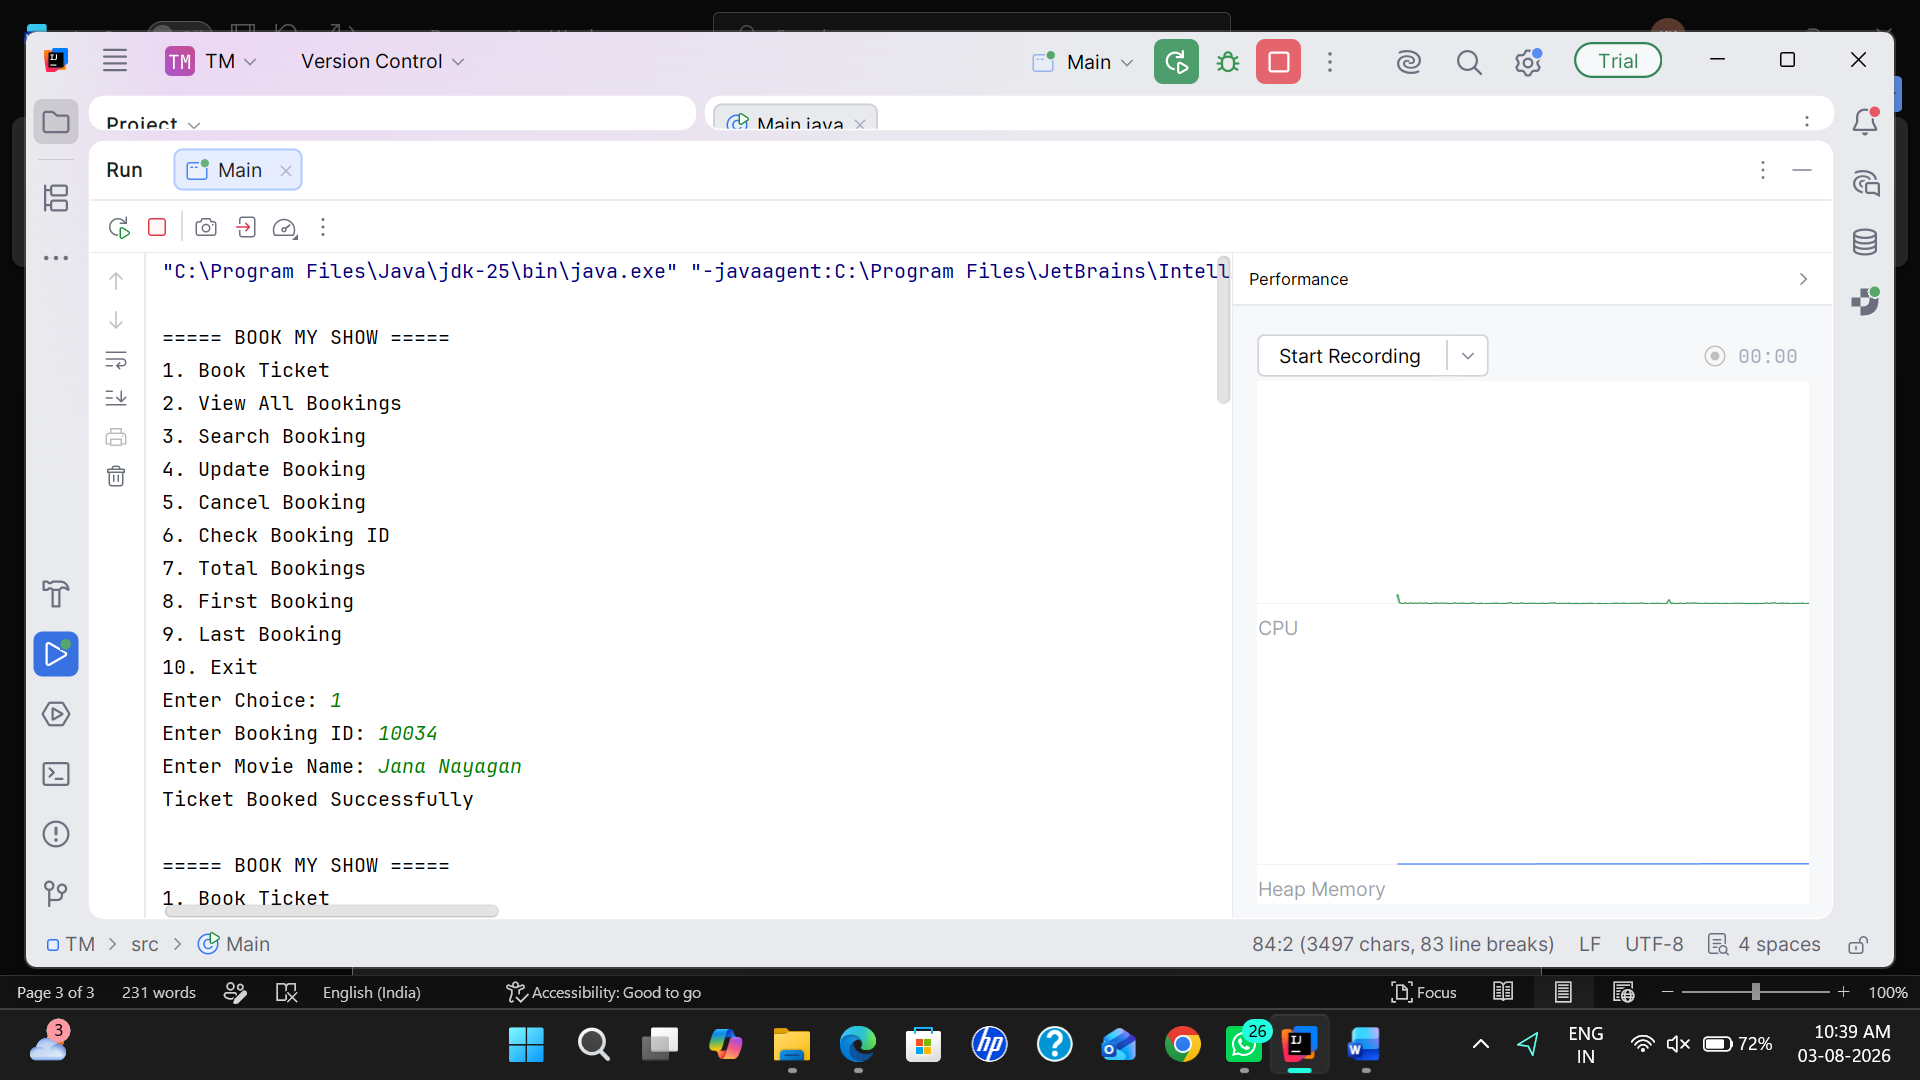 TM TM Version Control Main Trial
Project Main.java
Run Main
"C:\Program Files\Java\jdk-25\bin\java.exe" "-javaagent:C:\Program Files\JetBrains\Intell
===== BOOK MY SHOW =====
1. Book Ticket
2. View All Bookings
3. Search Booking
4. Update Booking
5. Cancel Booking
6. Check Booking ID
7. Total Bookings
8. First Booking
9. Last Booking
10. Exit
Enter Choice: 1
Enter Booking ID: 10034
Enter Movie Name: Jana Nayagan
Ticket Booked Successfully
===== BOOK MY SHOW =====
1. Book Ticket
Performance
Start Recording 00:00
CPU
Heap Memory
TM > src > Main 84:2 (3497 chars, 83 line breaks) LF UTF-8 4 spaces
Page 3 of 3 231 words English (India) Accessibility: Good to go Focus 100%
3 26 ENG 72% 10:39 AM
IN 03-08-2026